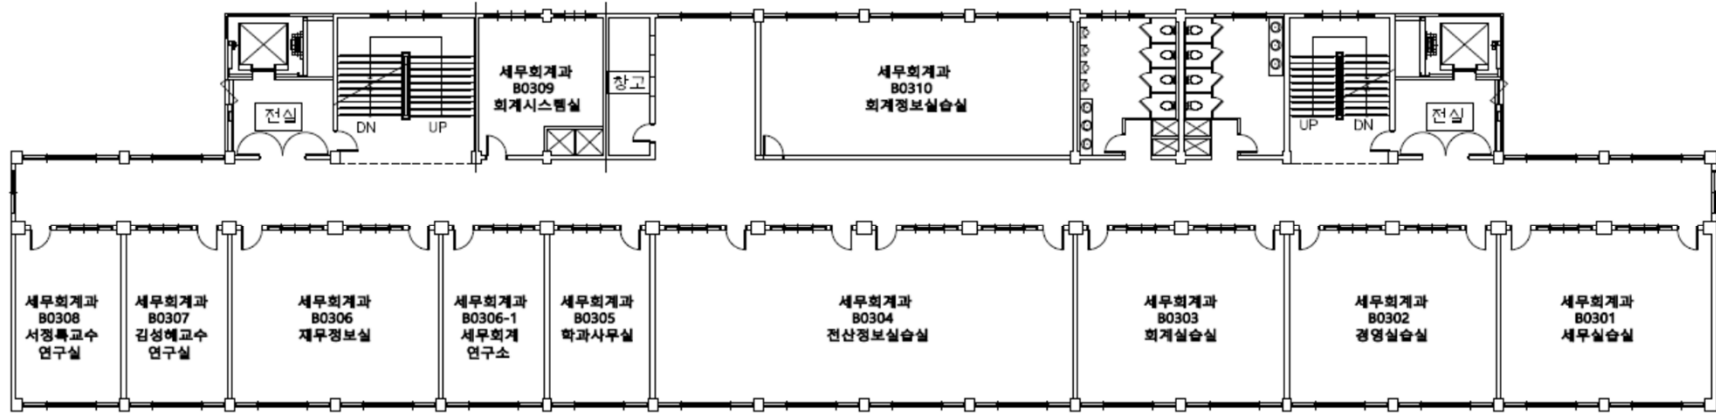 세무회계과
B0309
회계시스템실
창고
세무회계과
B0310
회계정보실습실
전실
DN
UP
UP
DN
전실
세무회계과
B0308
서정록교수
연구실
세무회계과
B0307
김성혜교수
연구실
세무회계과
B0306
재무정보실
세무회계과
B0306-1
세무회계
연구소
세무회계과
B0305
학과사무실
세무회계과
B0304
전산정보실습실
세무회계과
B0303
회계실습실
세무회계과
B0302
경영실습실
세무회계과
B0301
세무실습실